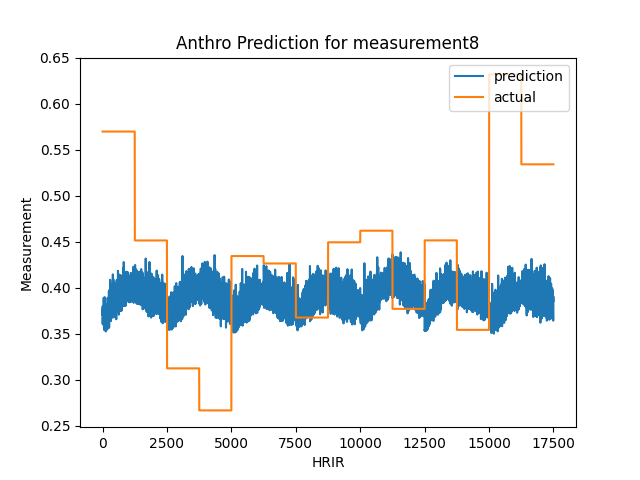 Anthro Prediction for measurement8
prediction
actual
Measurement
0.65
0.60
0.55
0.50
0.45
0.40
0.35
0.30
0.25
0 2500 5000 7500 10000 12500 15000 17500
HRIR